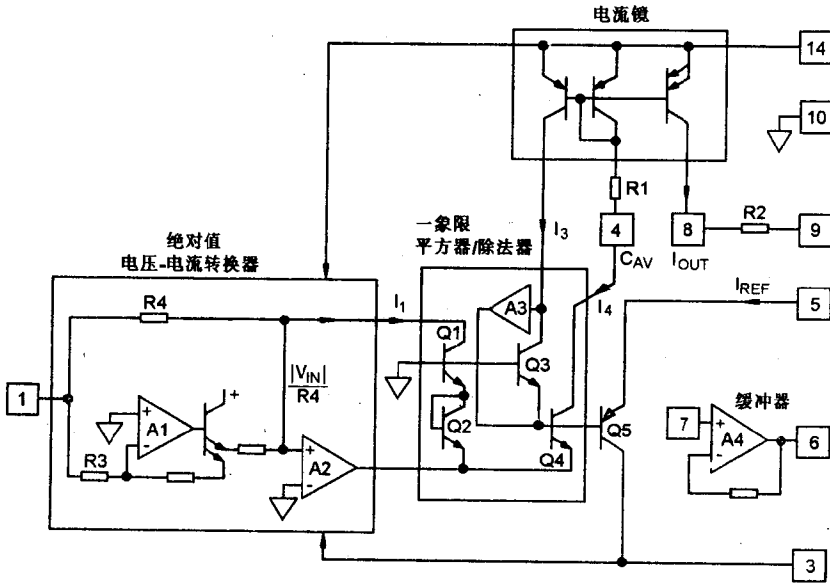 电流镜
14
10
R1
R2
4
8
9
I3
CAV
IOUT
绝对值
电压-电流转换器
一象限
平方器/除法器
R4
I1
A3
I4
IREF
5
Q1
Q3
|VIN|
R4
1
+
+
A1
-
Q2
Q4
Q5
缓冲器
7
+
A4
-
6
R3
+
A2
-
3